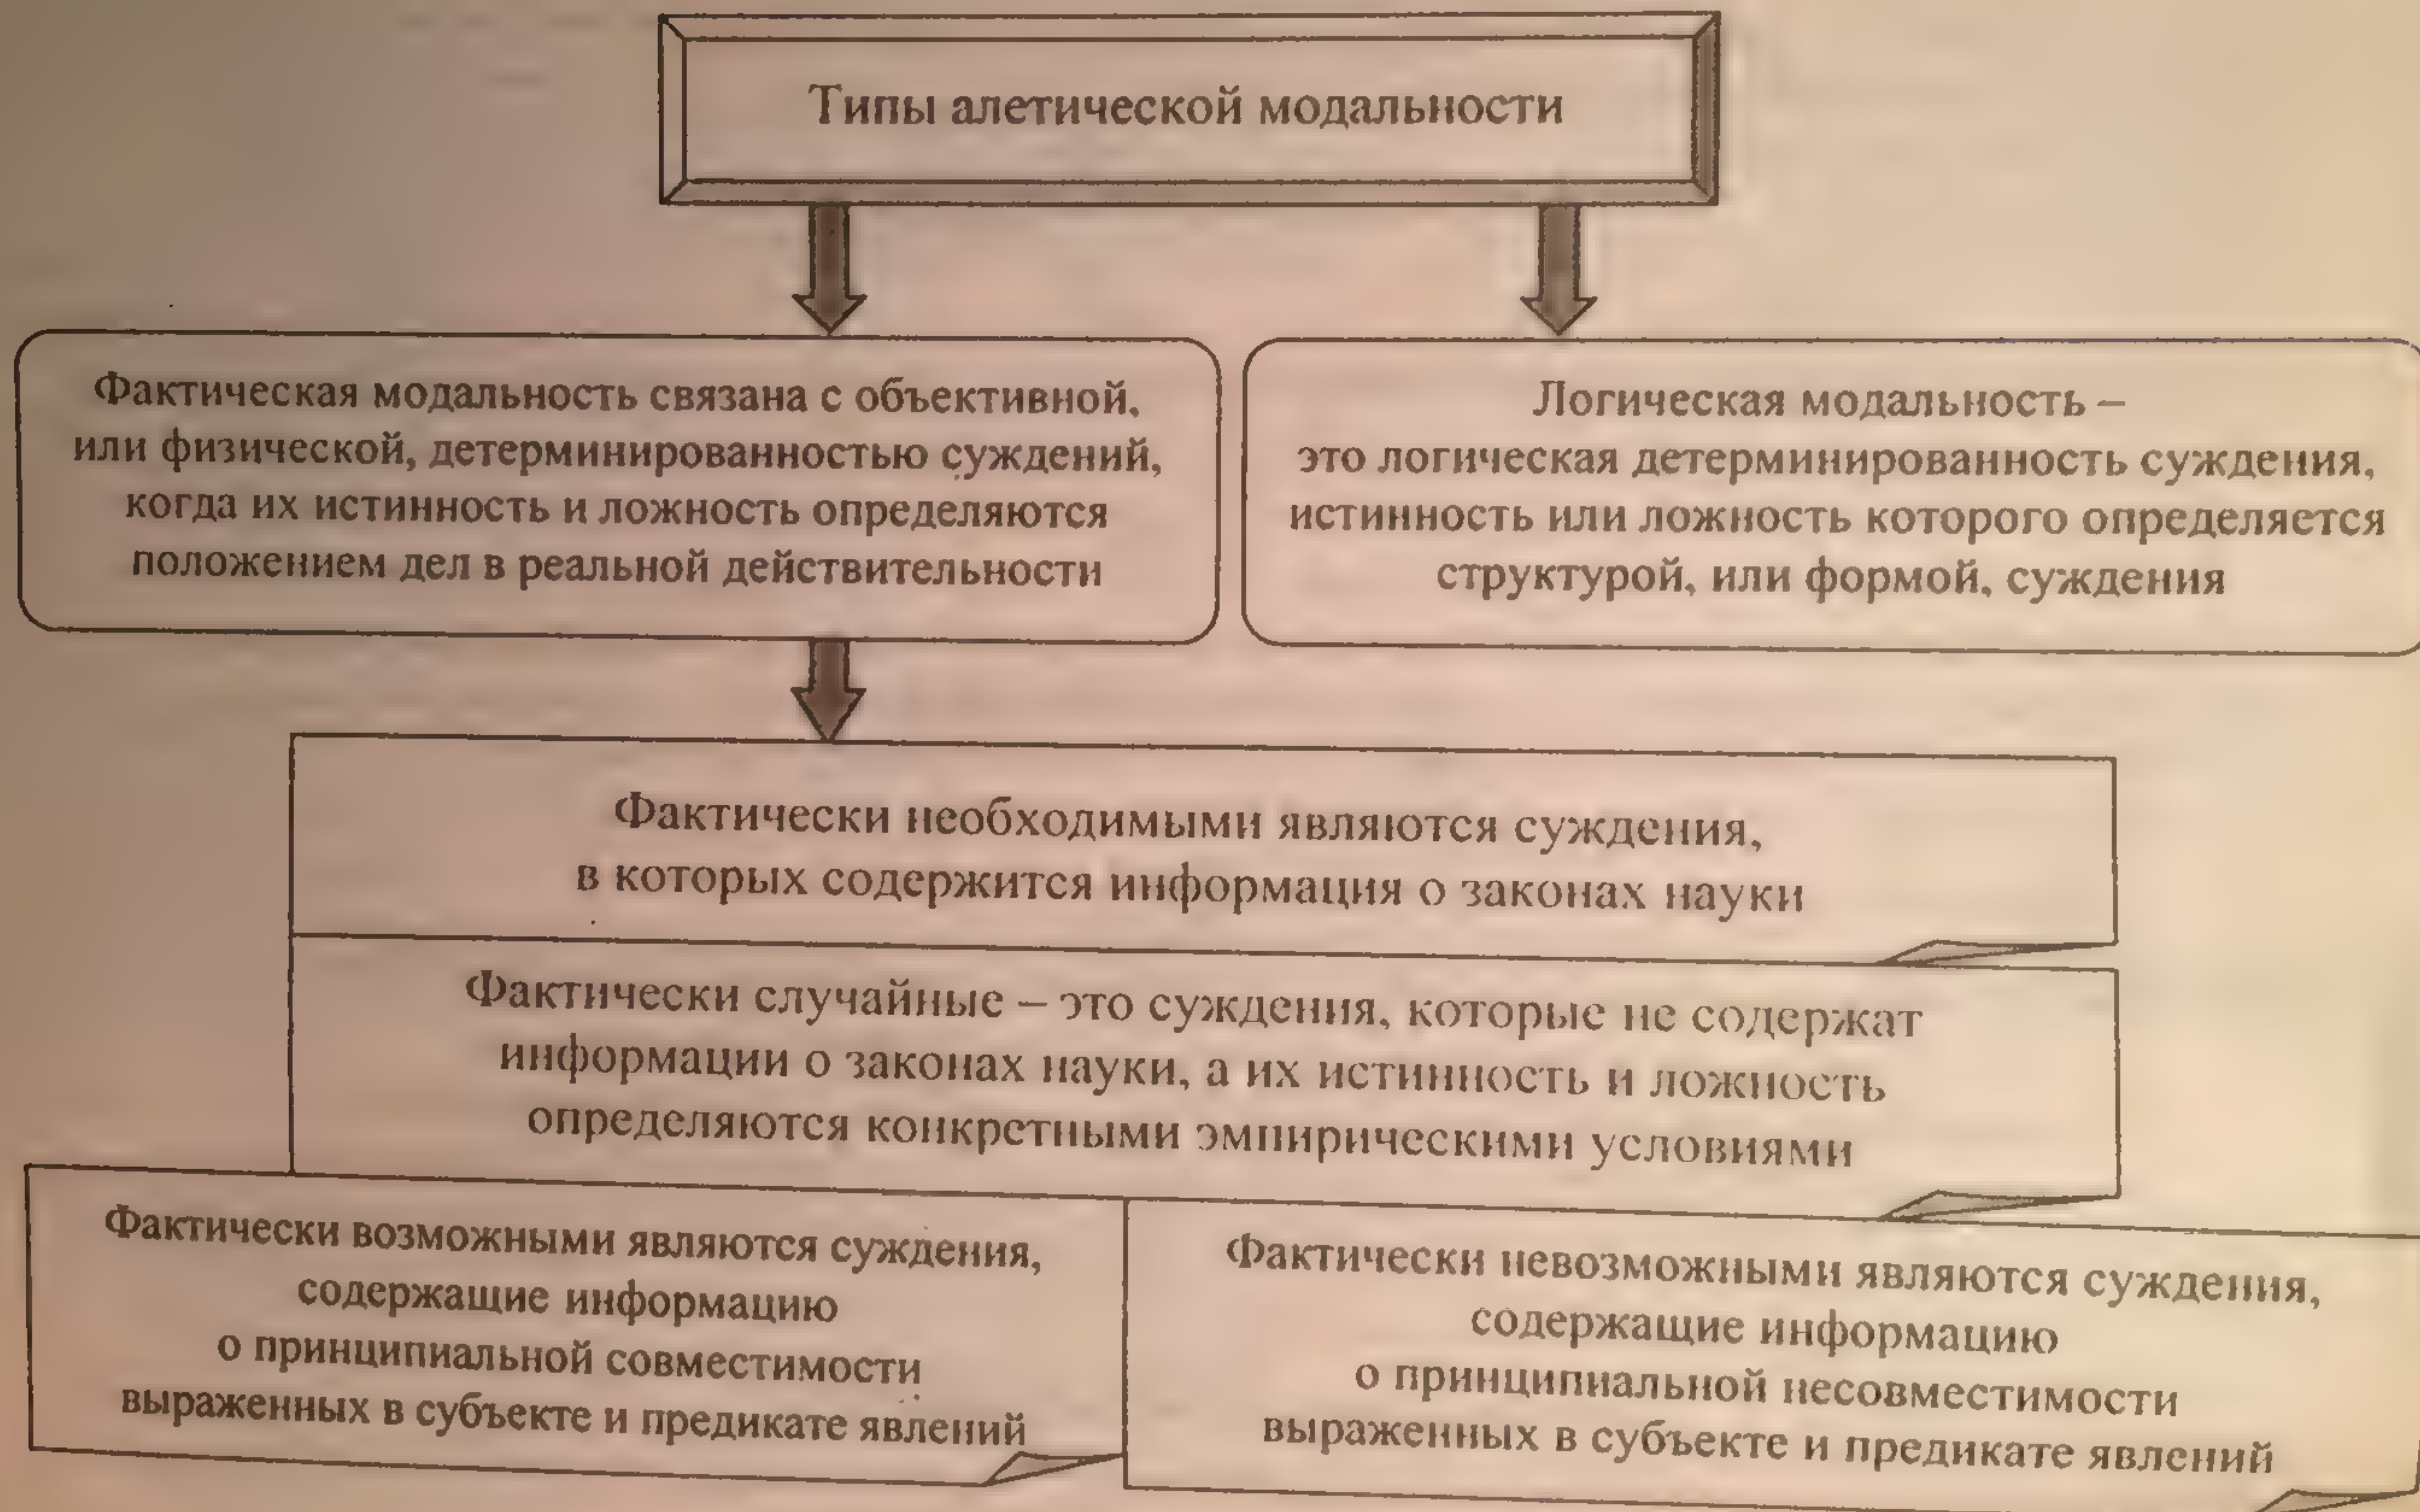 Типы алетической модальности
Фактическая модальность связана с объективной,
или физической, детерминированностью суждений,
когда их истинность и ложность определяются
положением дел в реальной действительности
Логическая модальность –
это логическая детерминированность суждения,
истинность или ложность которого определяется
структурой, или формой, суждения
Фактически необходимыми являются суждения,
в которых содержится информация о законах науки
Фактически случайные – это суждения, которые не содержат
информации о законах науки, а их истинность и ложность
определяются конкретными эмпирическими условиями
Фактически возможными являются суждения,
содержащие информацию
о принципиальной совместимости
выраженных в субъекте и предикате явлений
Фактически невозможными являются суждения,
содержащие информацию
о принципиальной несовместимости
выраженных в субъекте и предикате явлений